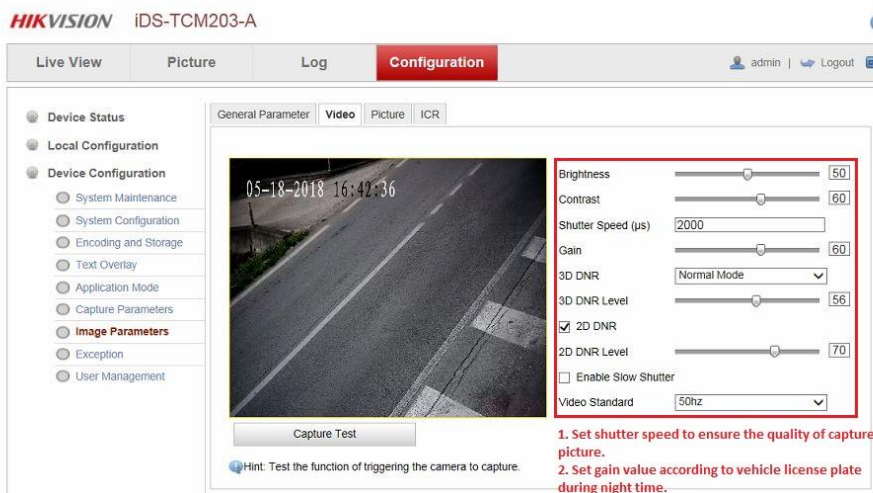 HIKVISION iDS-TCM203-A
Live View Picture Log Configuration admin | Logout
Device Status
Local Configuration
Device Configuration
System Maintenance
System Configuration
Encoding and Storage
Text Overlay
Application Mode
Capture Parameters
Image Parameters
Exception
User Management
General Parameter Video Picture ICR
05-18-2018 16:42:36
Capture Test
Hint: Test the function of triggering the camera to capture.
Brightness 50
Contrast 60
Shutter Speed (µs) 2000
Gain 60
3D DNR Normal Mode
3D DNR Level 56
2D DNR
2D DNR Level 70
Enable Slow Shutter
Video Standard 50hz
1. Set shutter speed to ensure the quality of capture
picture.
2. Set gain value according to vehicle license plate
during night time.